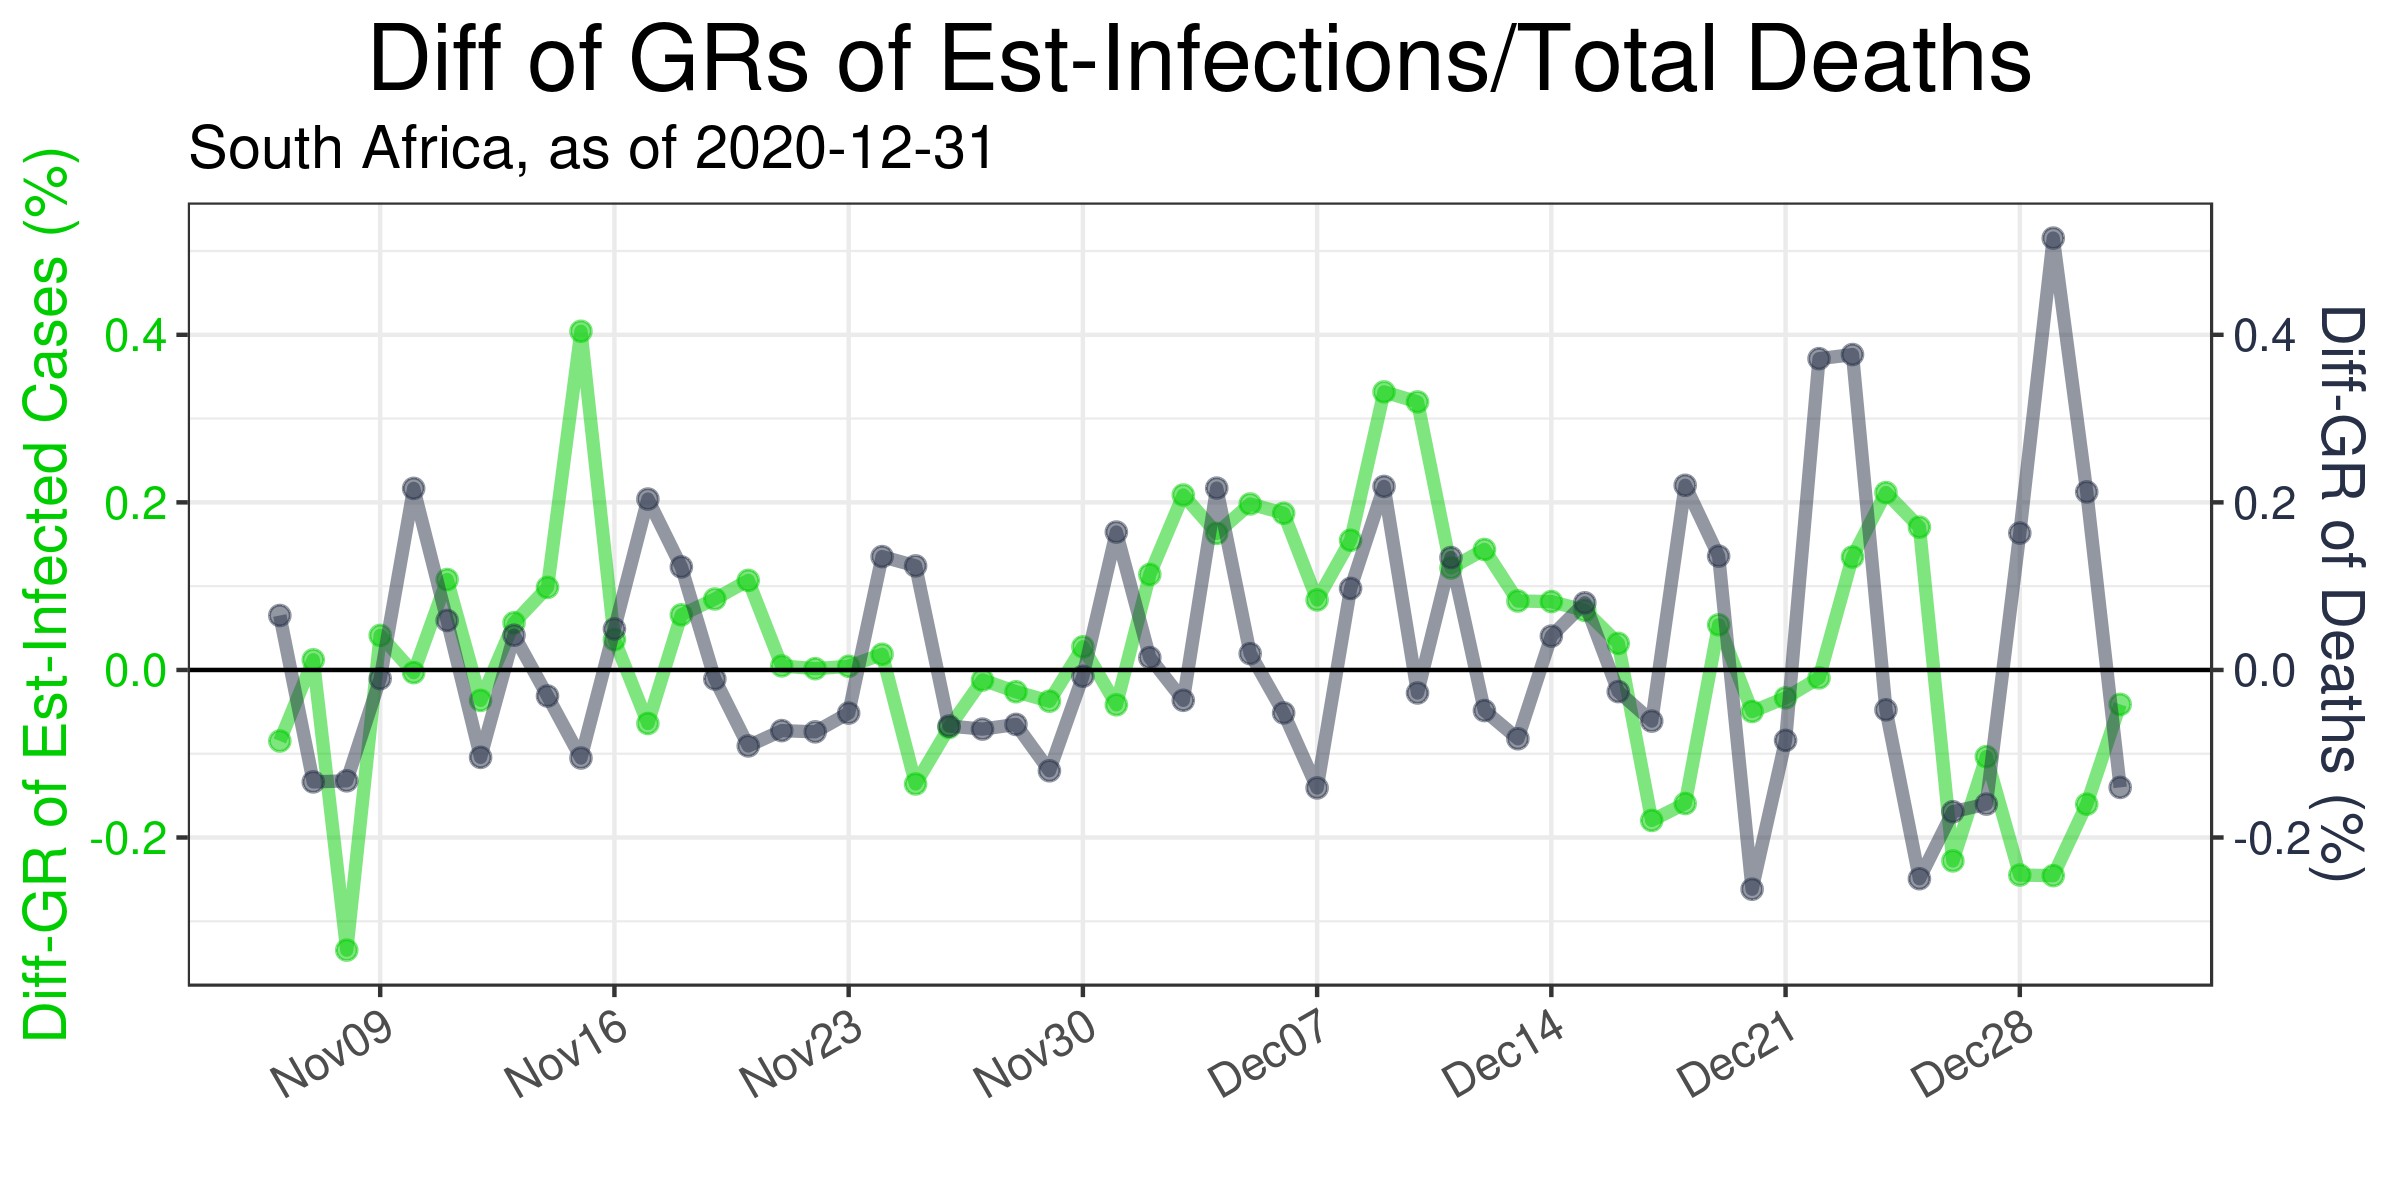 Diff of GRs of Est-Infections/Total Deaths
South Africa, as of 2020-12-31
Diff-GR of Est-Infected Cases (%)
0.4
0.2
0.0
-0.2
0.4
0.2
0.0
-0.2
Diff-GR of Deaths (%)
Nov09
Nov16
Nov23
Nov30
Dec07
Dec14
Dec21
Dec28